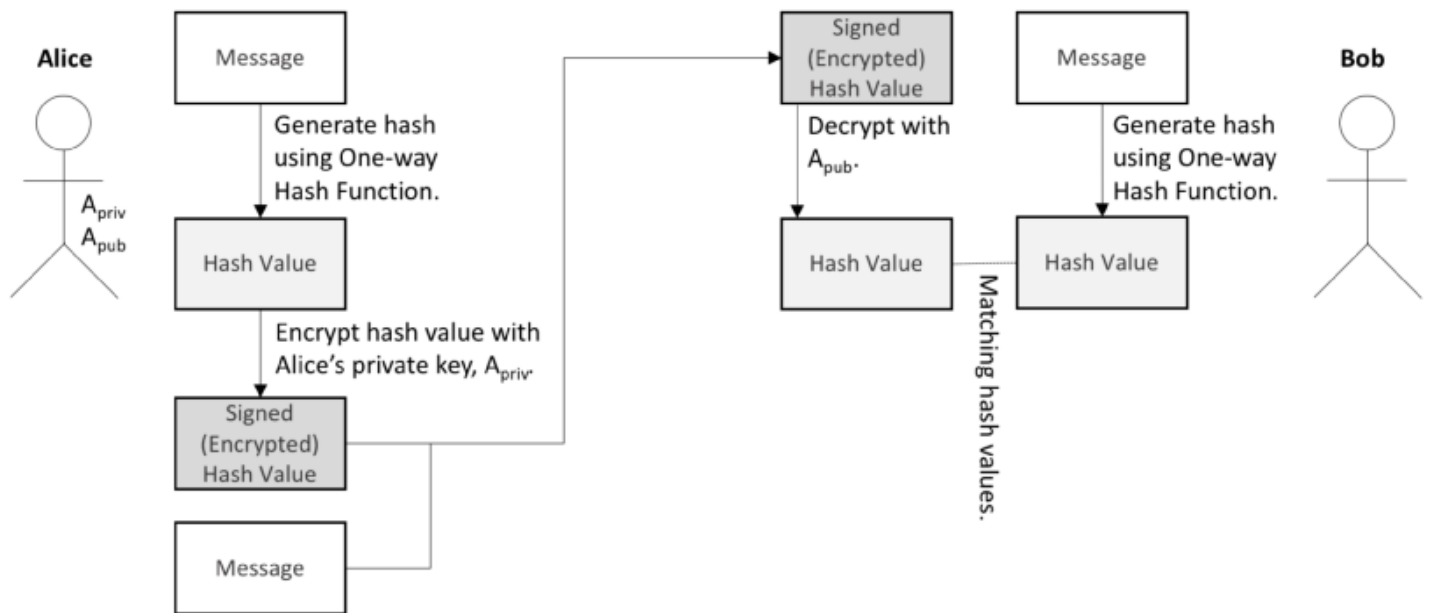 Alice
A_priv
A_pub
Message
Generate hash
using One-way
Hash Function.
Hash Value
Encrypt hash value with
Alice's private key, A_priv.
Signed
(Encrypted)
Hash Value
Message
Signed
(Encrypted)
Hash Value
Decrypt with
A_pub.
Hash Value
Matching hash values.
Message
Generate hash
using One-way
Hash Function.
Hash Value
Bob